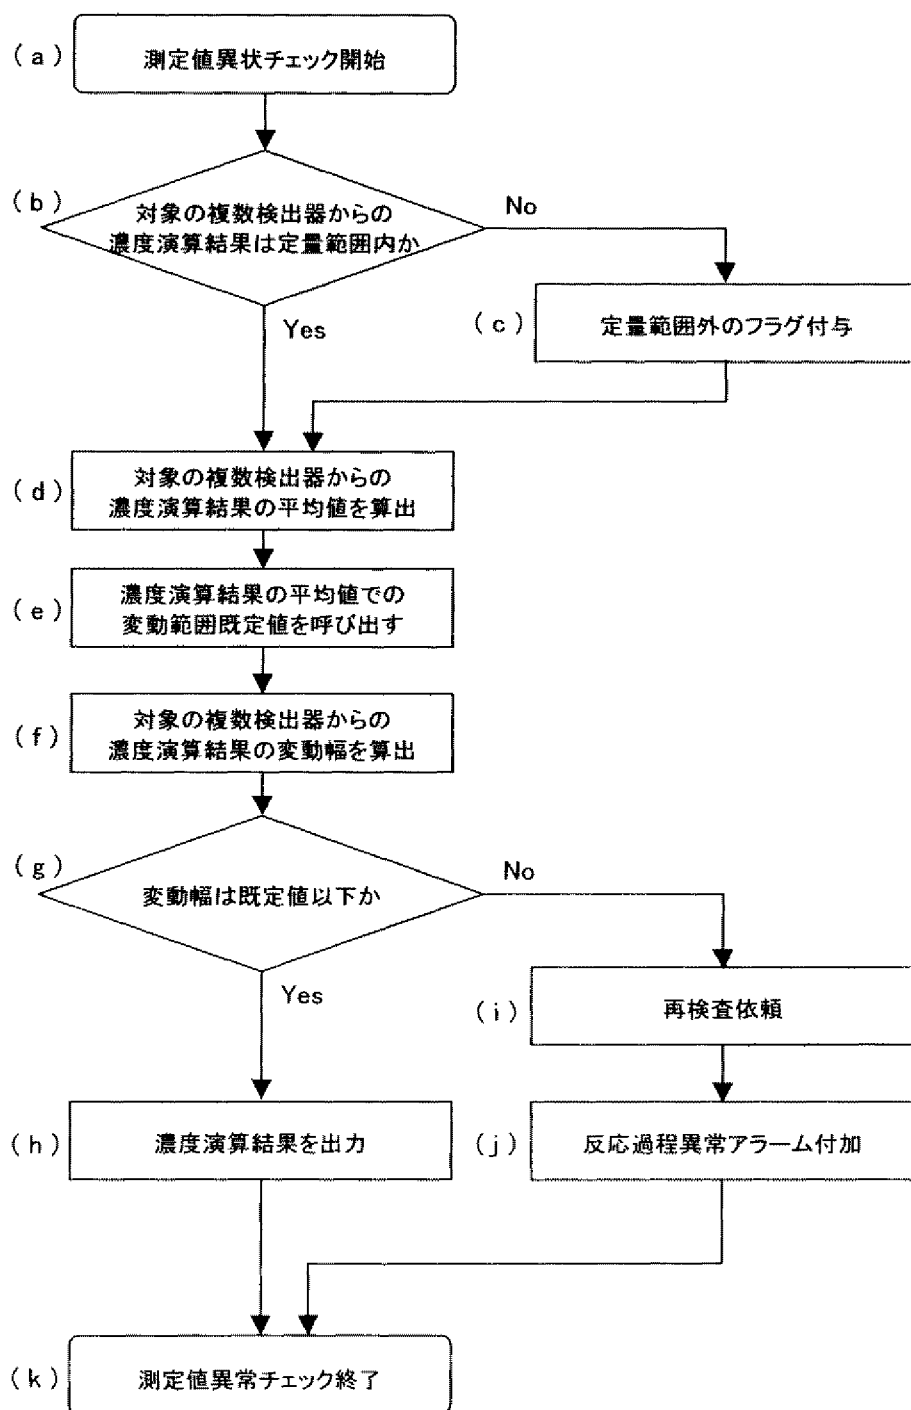 (a)
測定値異状チェック開始
(b)
対象の複数検出器からの
濃度演算結果は定量範囲内か
No
Yes
(c)
定量範囲外のフラグ付与
(d)
対象の複数検出器からの
濃度演算結果の平均値を算出
(e)
濃度演算結果の平均値での
変動範囲既定値を呼び出す
(f)
対象の複数検出器からの
濃度演算結果の変動幅を算出
(g)
変動幅は既定値以下か
No
Yes
(i)
再検査依頼
(h)
濃度演算結果を出力
(j)
反応過程異常アラーム付加
(k)
測定値異常チェック終了